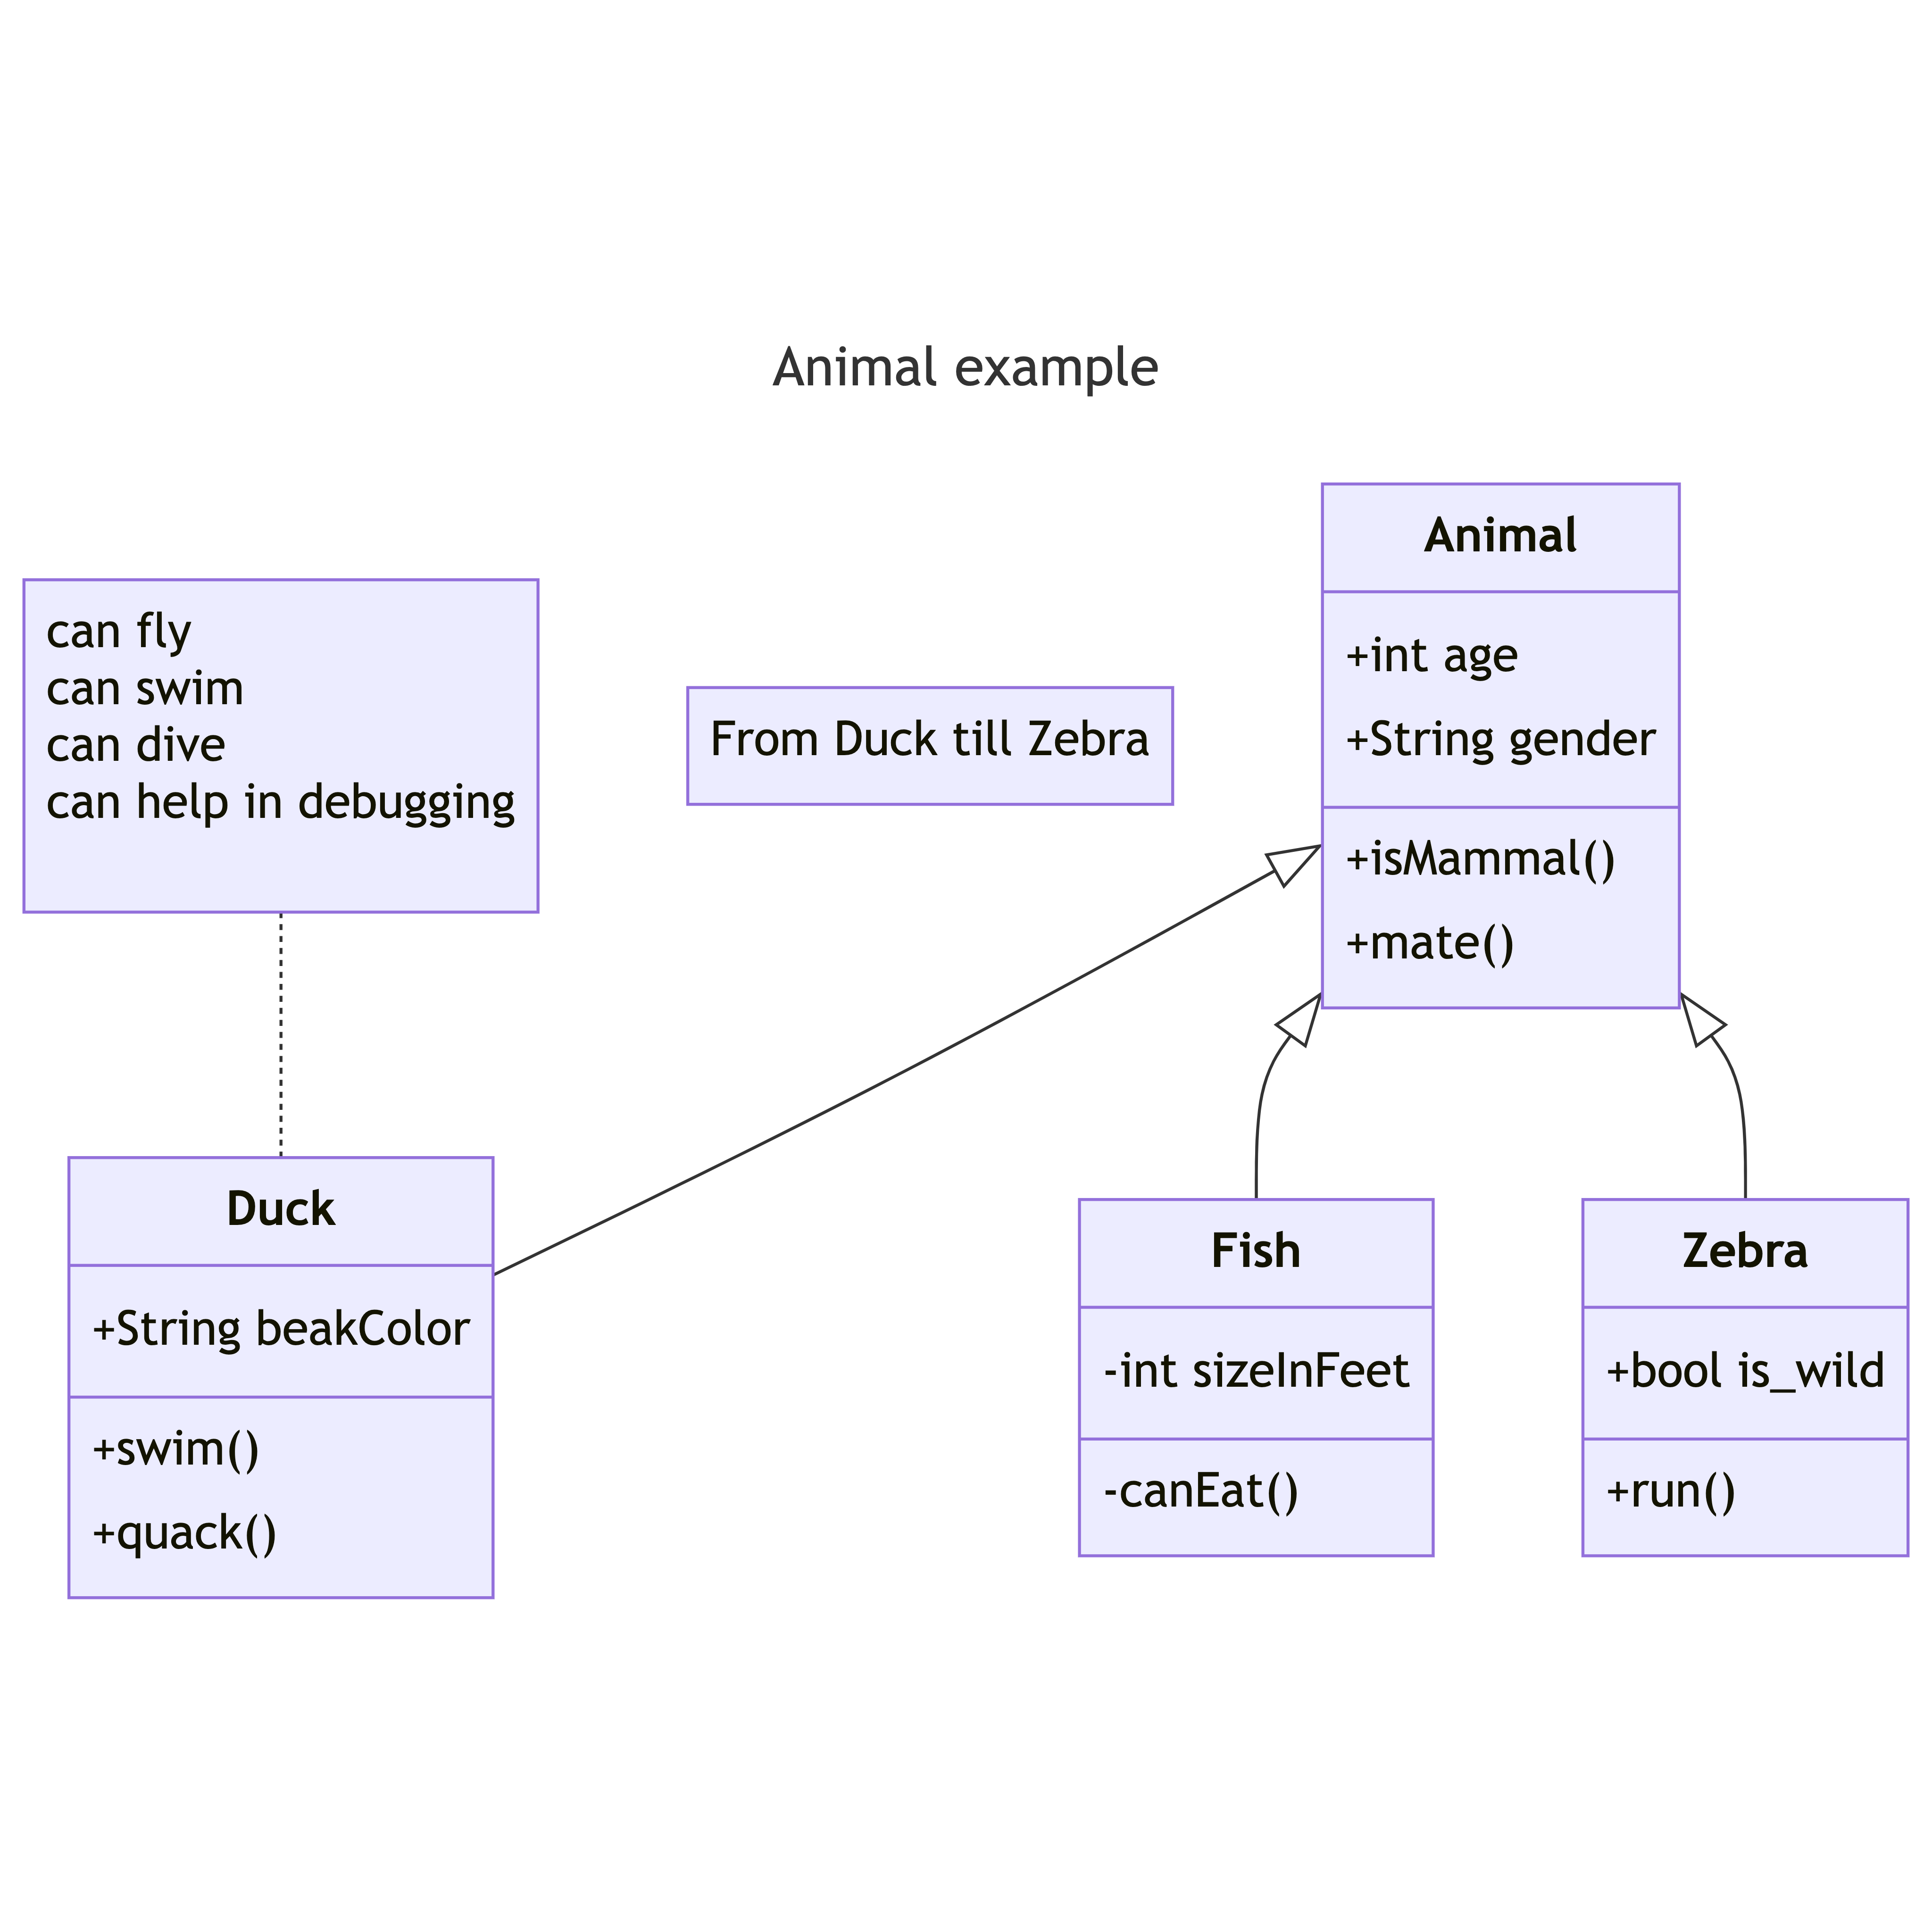 Animal example
can fly
can swim
can dive
can help in debugging
From Duck till Zebra
Animal
+int age
+String gender
+isMammal()
+mate()
Duck
+String beakColor
+swim()
+quack()
Fish
-int sizeInFeet
-canEat()
Zebra
+bool is_wild
+run()